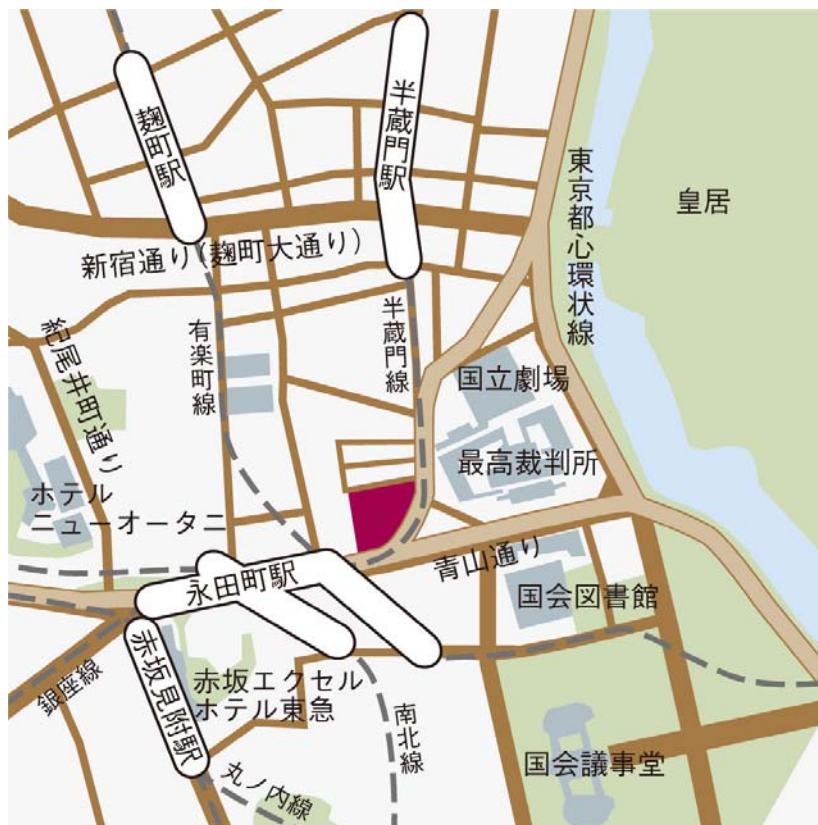 麹町駅
半蔵門駅
東京都心環状線
皇居
新宿通り(麹町大通り)
紀尾井町通り
有楽町線
半蔵門線
国立劇場
最高裁判所
ホテル
ニューオータニ
青山通り
永田町駅
国会図書館
赤坂見附駅
銀座線
赤坂エクセル
ホテル東急
南北線
国会議事堂
丸ノ内線